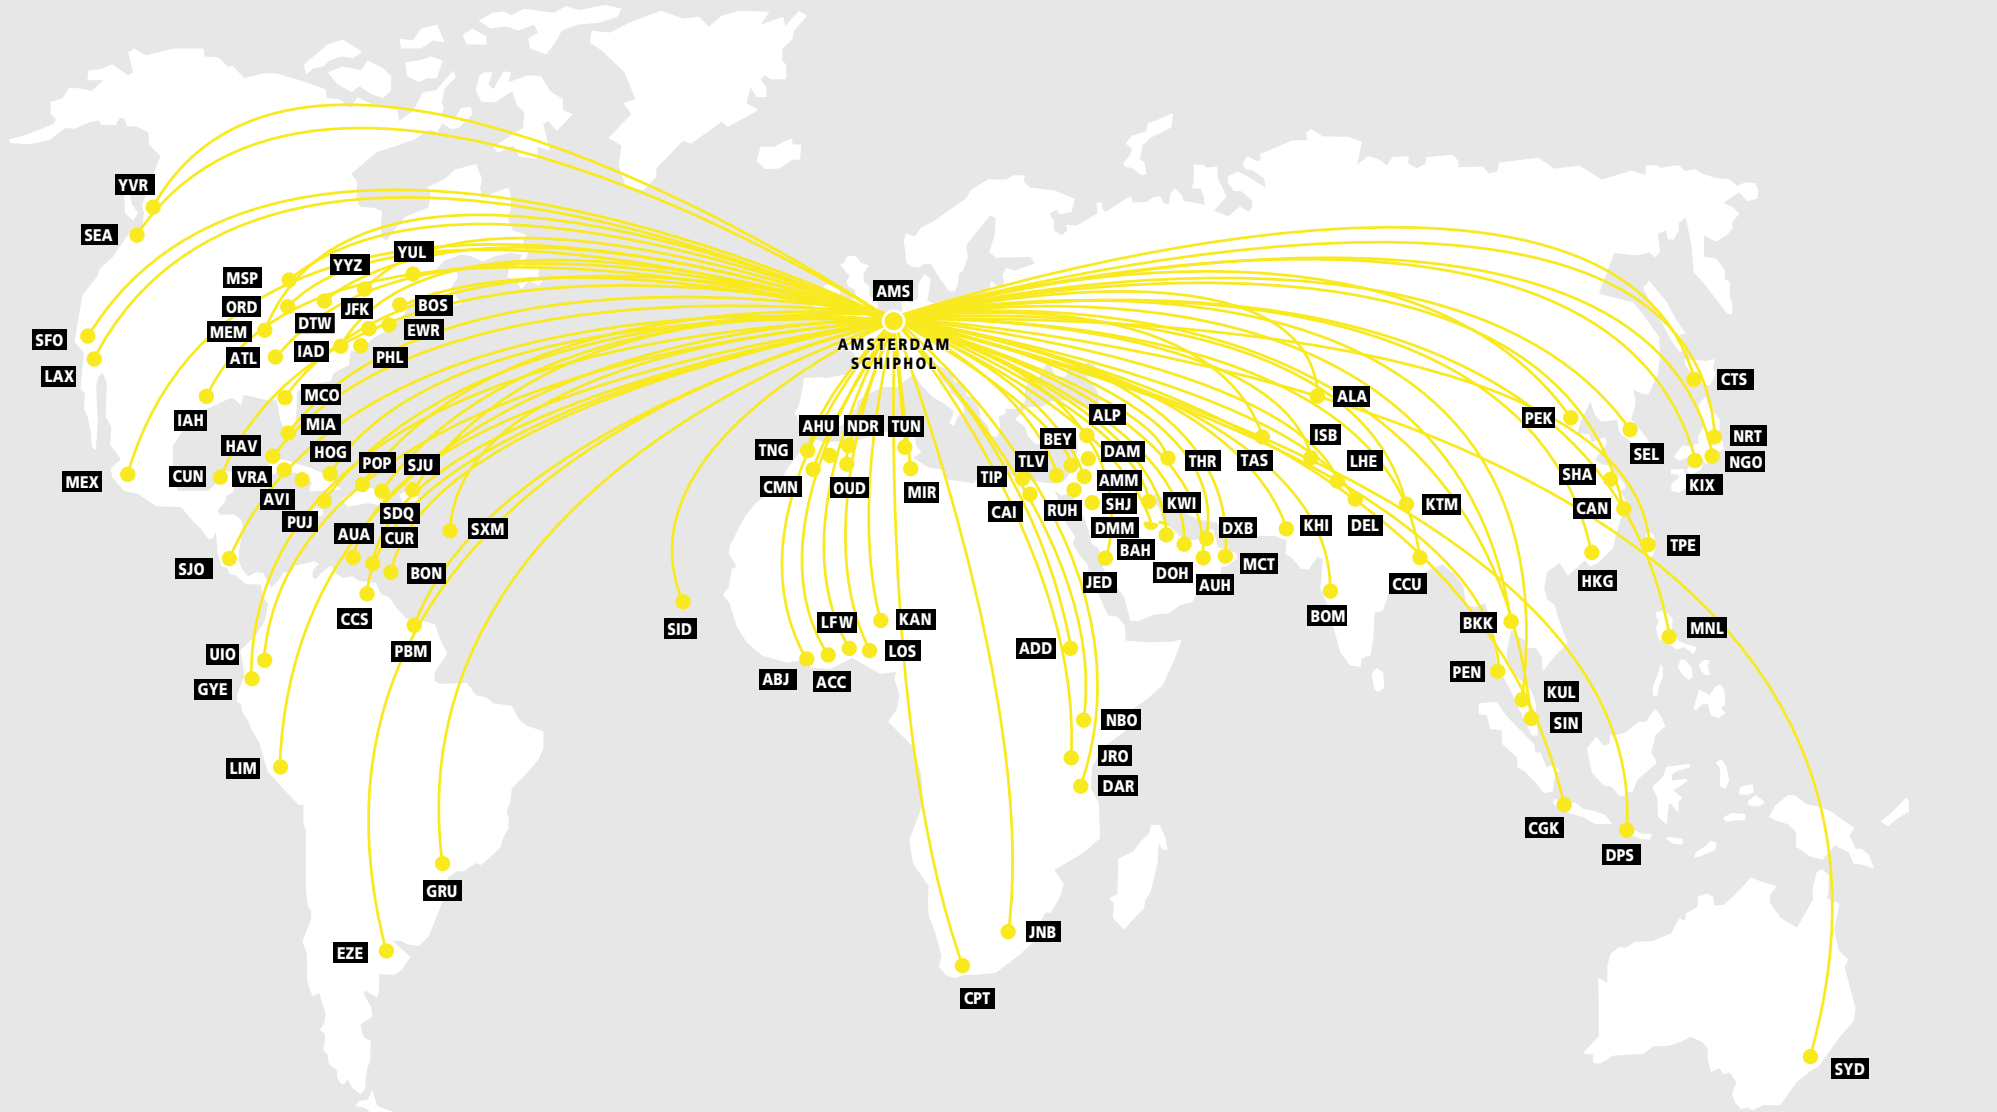 YVR
SEA
YUL
YYZ
MSP
AMS
ORD
JFK
BOS
DTW
MEM
EWR
SFO
AMSTERDAM
SCHIPHOL
ATL
IAD
PHL
LAX
CTS
MCO
ALA
IAH
ALP
PEK
MIA
AHU
NDR
TUN
ISB
NRT
HAV
HOG
BEY
TNG
DAM
SEL
CUN
VRA
POP
SJU
TLV
THR
TAS
LHE
NGO
MEX
CMN
OUD
MIR
TIP
AMM
SHA
KIX
AVI
PUJ
SDQ
CAI
RUH
SHJ
KWI
KTM
CAN
SXM
AUA
CUR
DMM
DXB
KHI
DEL
BAH
TPE
SJO
BON
DOH
MCT
JED
AUH
CCU
HKG
CCS
SID
LFW
KAN
BOM
BKK
MNL
UIO
PBM
LOS
ADD
GYE
ABJ
ACC
PEN
KUL
NBO
SIN
LIM
JRO
DAR
CGK
DPS
GRU
JNB
EZE
CPT
SYD